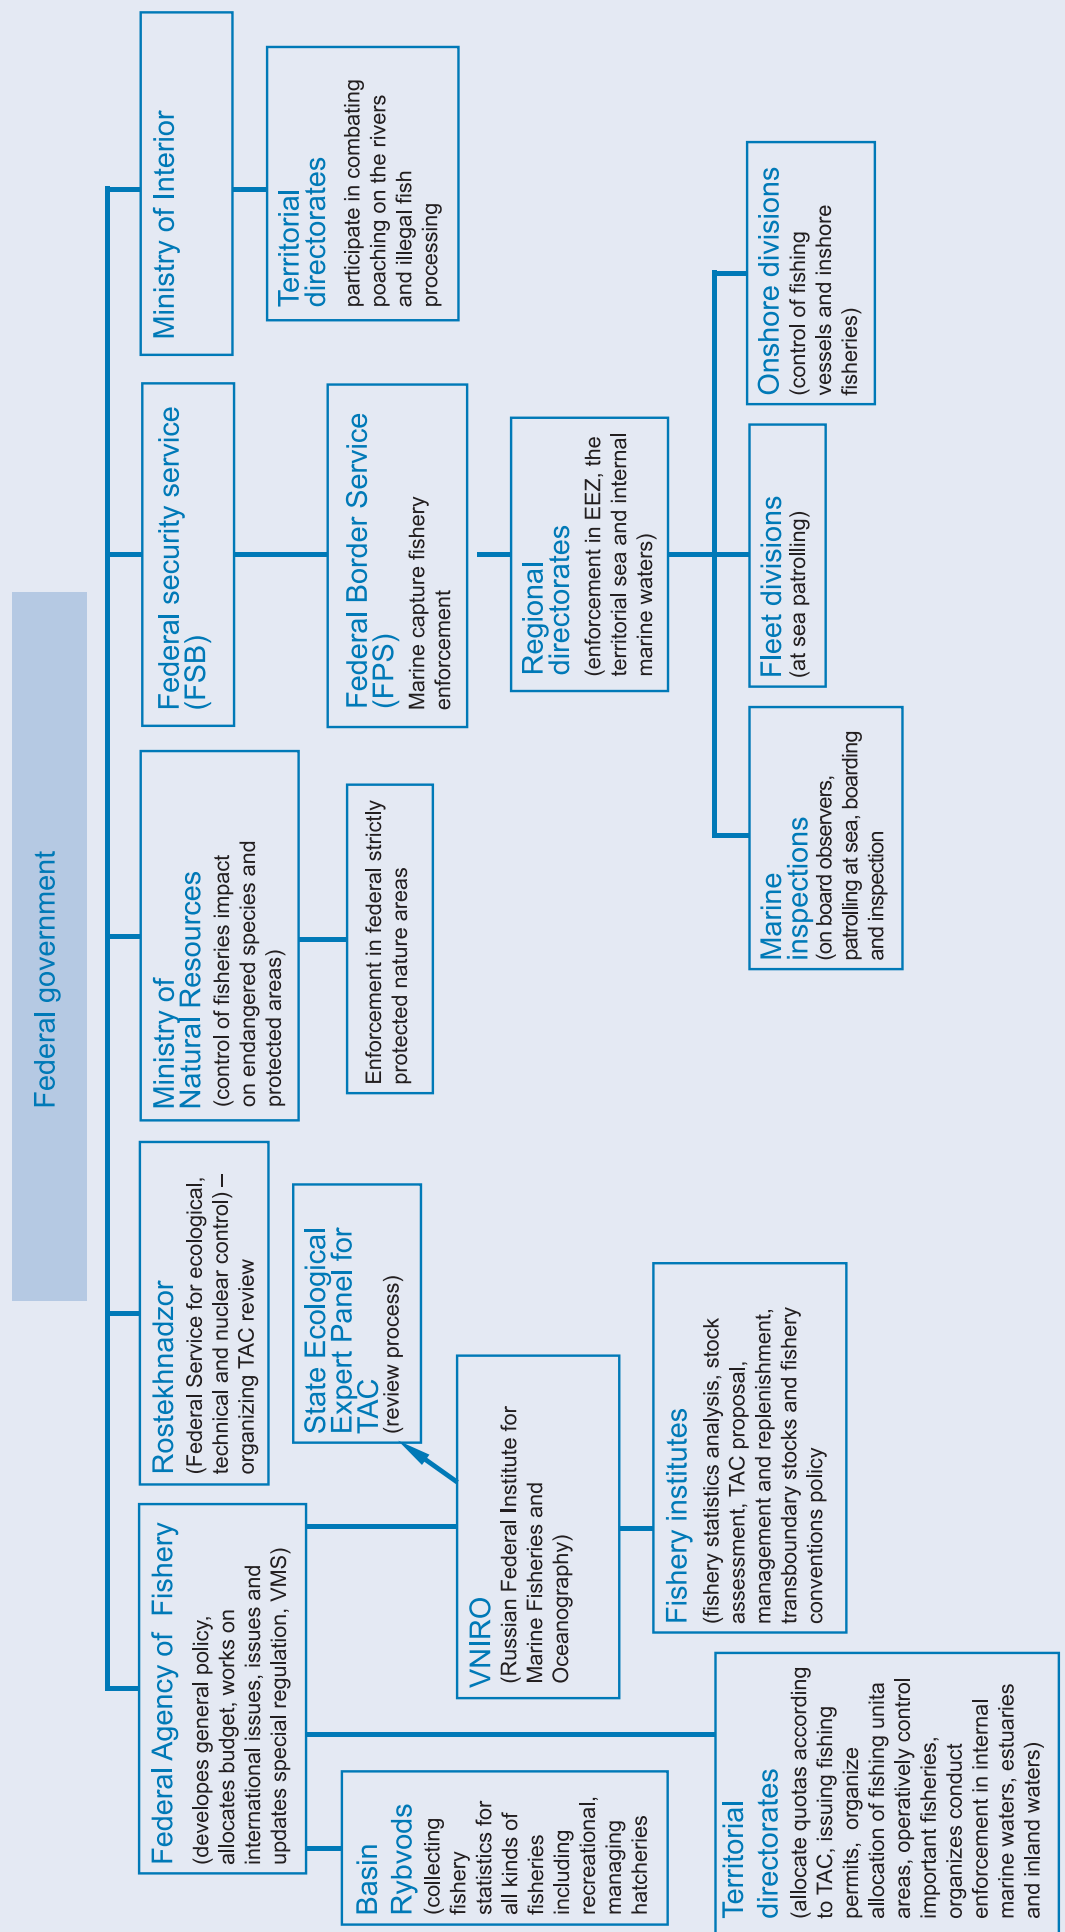 Federal government
Federal Agency of Fishery
(developes general policy,
allocates budget, works on
international issues, issues and
updates special regulation, VMS)
Rostekhnadzor
(Federal Service for ecological,
technical and nuclear control) –
organizing TAC review
Ministry of
Natural Resources
(control of fisheries impact
on endangered species and
protected areas)
Federal security service
(FSB)
Ministry of Interior
Basin
Rybvods
(collecting
fishery
statistics for
all kinds of
fisheries
including
recreational,
managing
hatcheries
State Ecological
Expert Panel for
TAC
(review process)
Enforcement in federal strictly
protected nature areas
Federal Border Service
(FPS)
Marine capture fishery
enforcement
Territorial
directorates
participate in combating
poaching on the rivers
and illegal fish
processing
VNIRO
(Russian Federal Institute for
Marine Fisheries and
Oceanography)
Regional
directorates
(enforcement in EEZ, the
territorial sea and internal
marine waters)
Territorial
directorates
(allocate quotas according
to TAC, issuing fishing
permits, organize
allocation of fishing unita
areas, operatively control
important fisheries,
organizes conduct
enforcement in internal
marine waters, estuaries
and inland waters)
Fishery institutes
(fishery statistics analysis, stock
assessment, TAC proposal,
management and replenishment,
transboundary stocks and fishery
conventions policy
Marine
inspections
(on board observers,
patrolling at sea, boarding
and inspection
Fleet divisions
(at sea patrolling)
Onshore divisions
(control of fishing
vessels and inshore
fisheries)